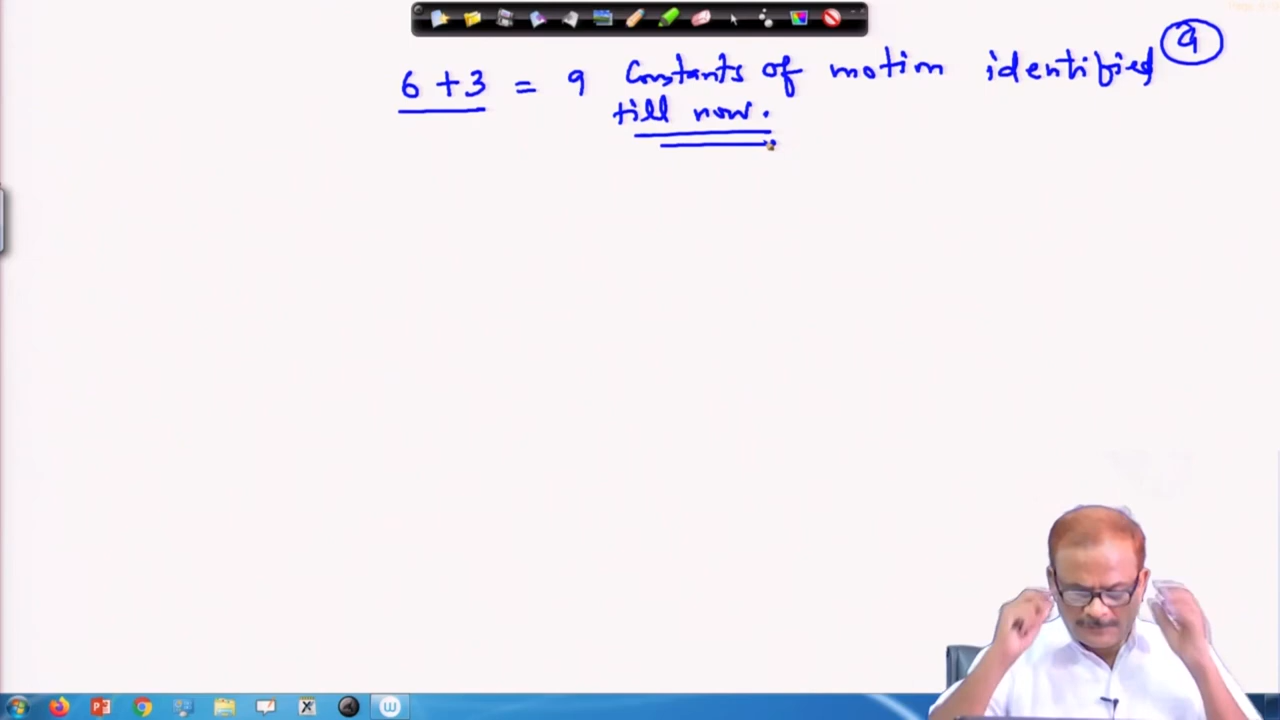 6 + 3 = 9 Constants of motion identified
till now.
9